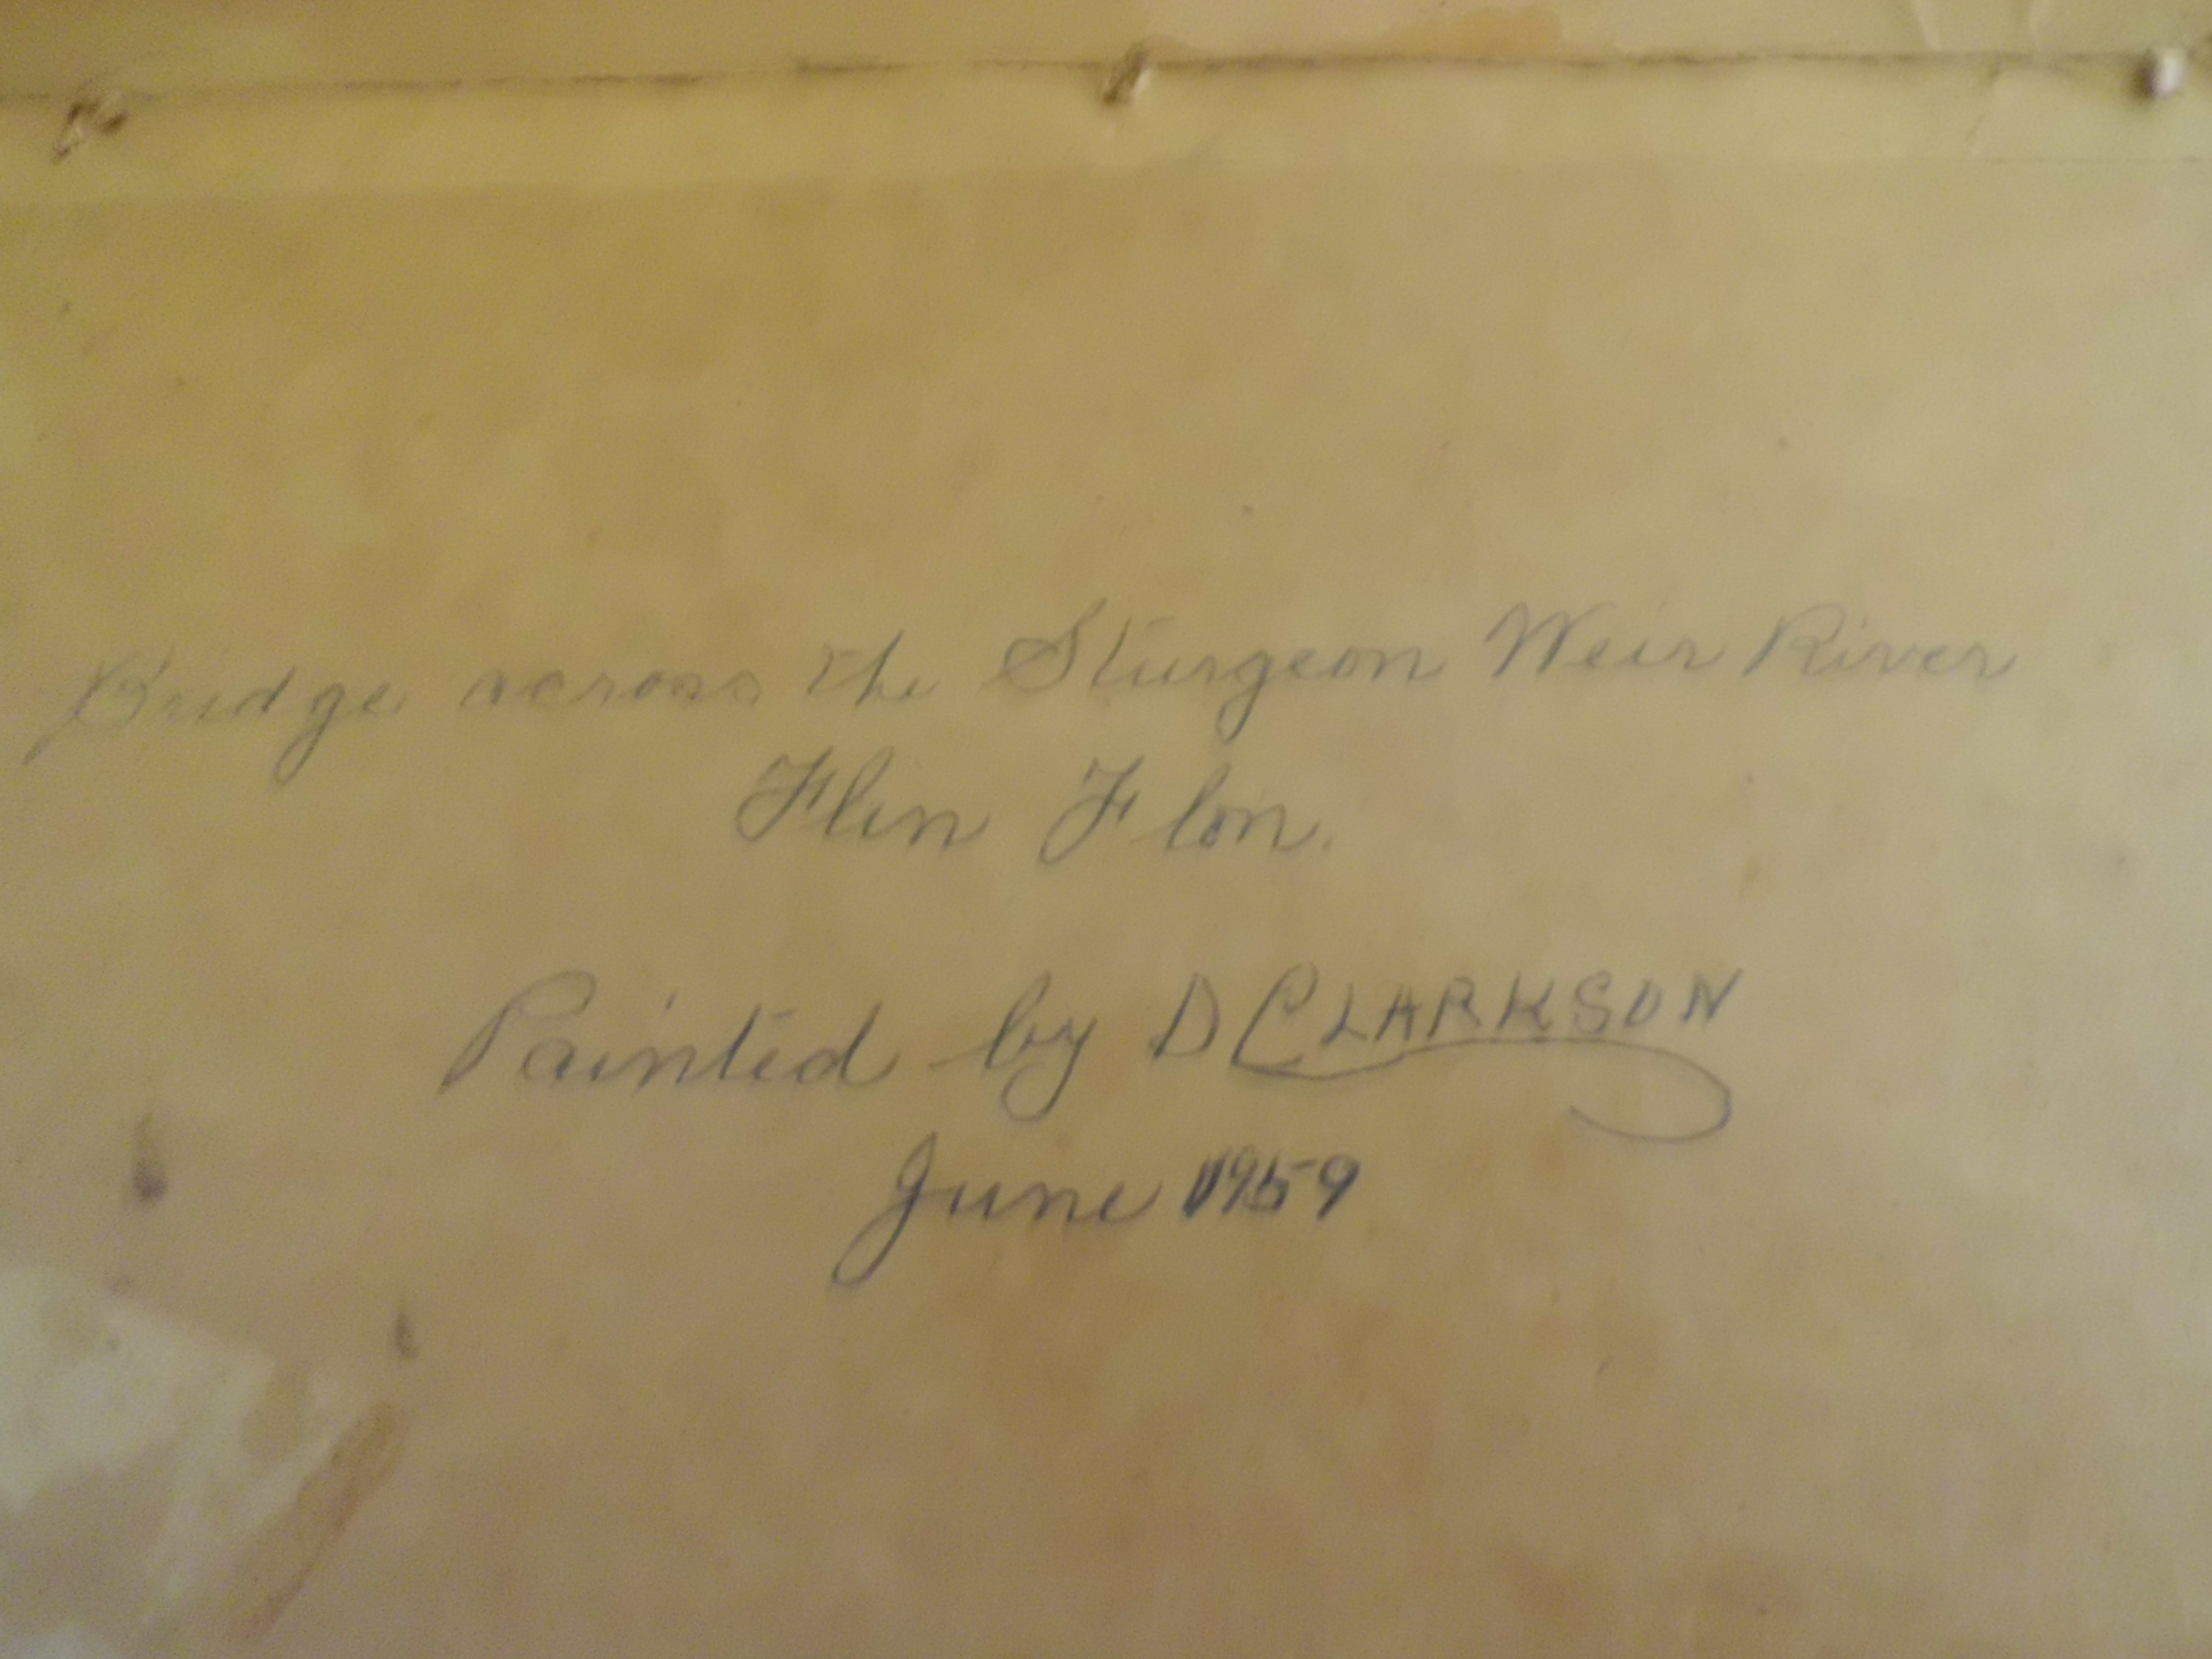 Bridge across the Sturgeon Weir River
Flin Flon.
Painted by D CLARKSON
June 1959